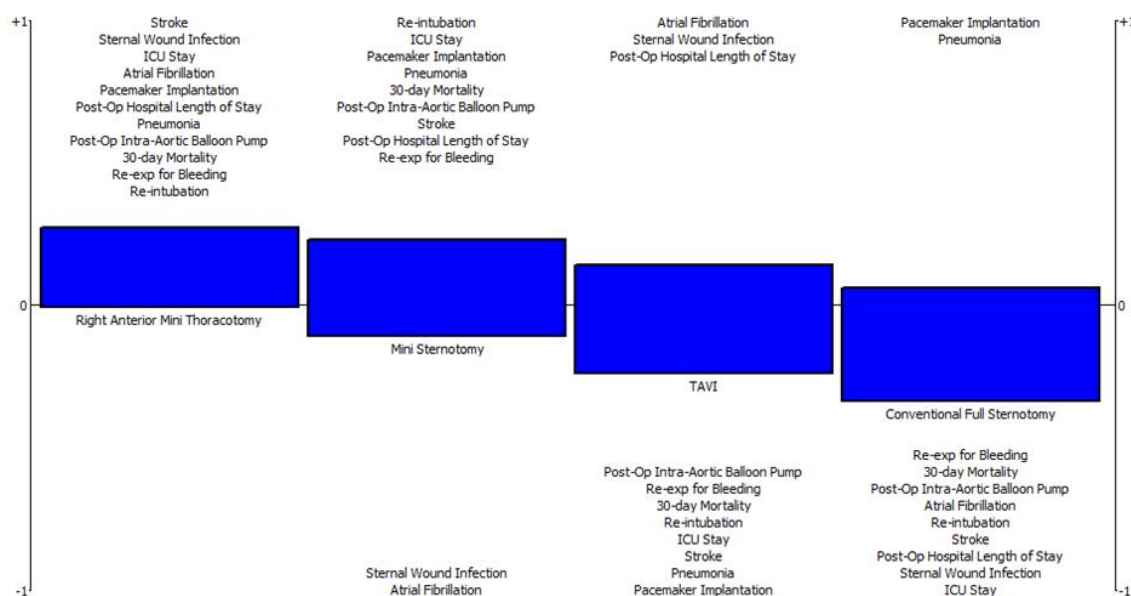 +1
Stroke
Sternal Wound Infection
ICU Stay
Atrial Fibrillation
Pacemaker Implantation
Post-Op Hospital Length of Stay
Pneumonia
Post-Op Intra-Aortic Balloon Pump
30-day Mortality
Re-exp for Bleeding
Re-intubation
Re-intubation
ICU Stay
Pacemaker Implantation
Pneumonia
30-day Mortality
Post-Op Intra-Aortic Balloon Pump
Stroke
Post-Op Hospital Length of Stay
Re-exp for Bleeding
Atrial Fibrillation
Sternal Wound Infection
Post-Op Hospital Length of Stay
Pacemaker Implantation
Pneumonia
+1
0
0
Right Anterior Mini Thoracotomy
Mini Sternotomy
TAVI
Conventional Full Sternotomy
Sternal Wound Infection
Atrial Fibrillation
Post-Op Intra-Aortic Balloon Pump
Re-exp for Bleeding
30-day Mortality
Re-intubation
ICU Stay
Stroke
Pneumonia
Pacemaker Implantation
Re-exp for Bleeding
30-day Mortality
Post-Op Intra-Aortic Balloon Pump
Atrial Fibrillation
Re-intubation
Stroke
Post-Op Hospital Length of Stay
Sternal Wound Infection
ICU Stay
-1
-1